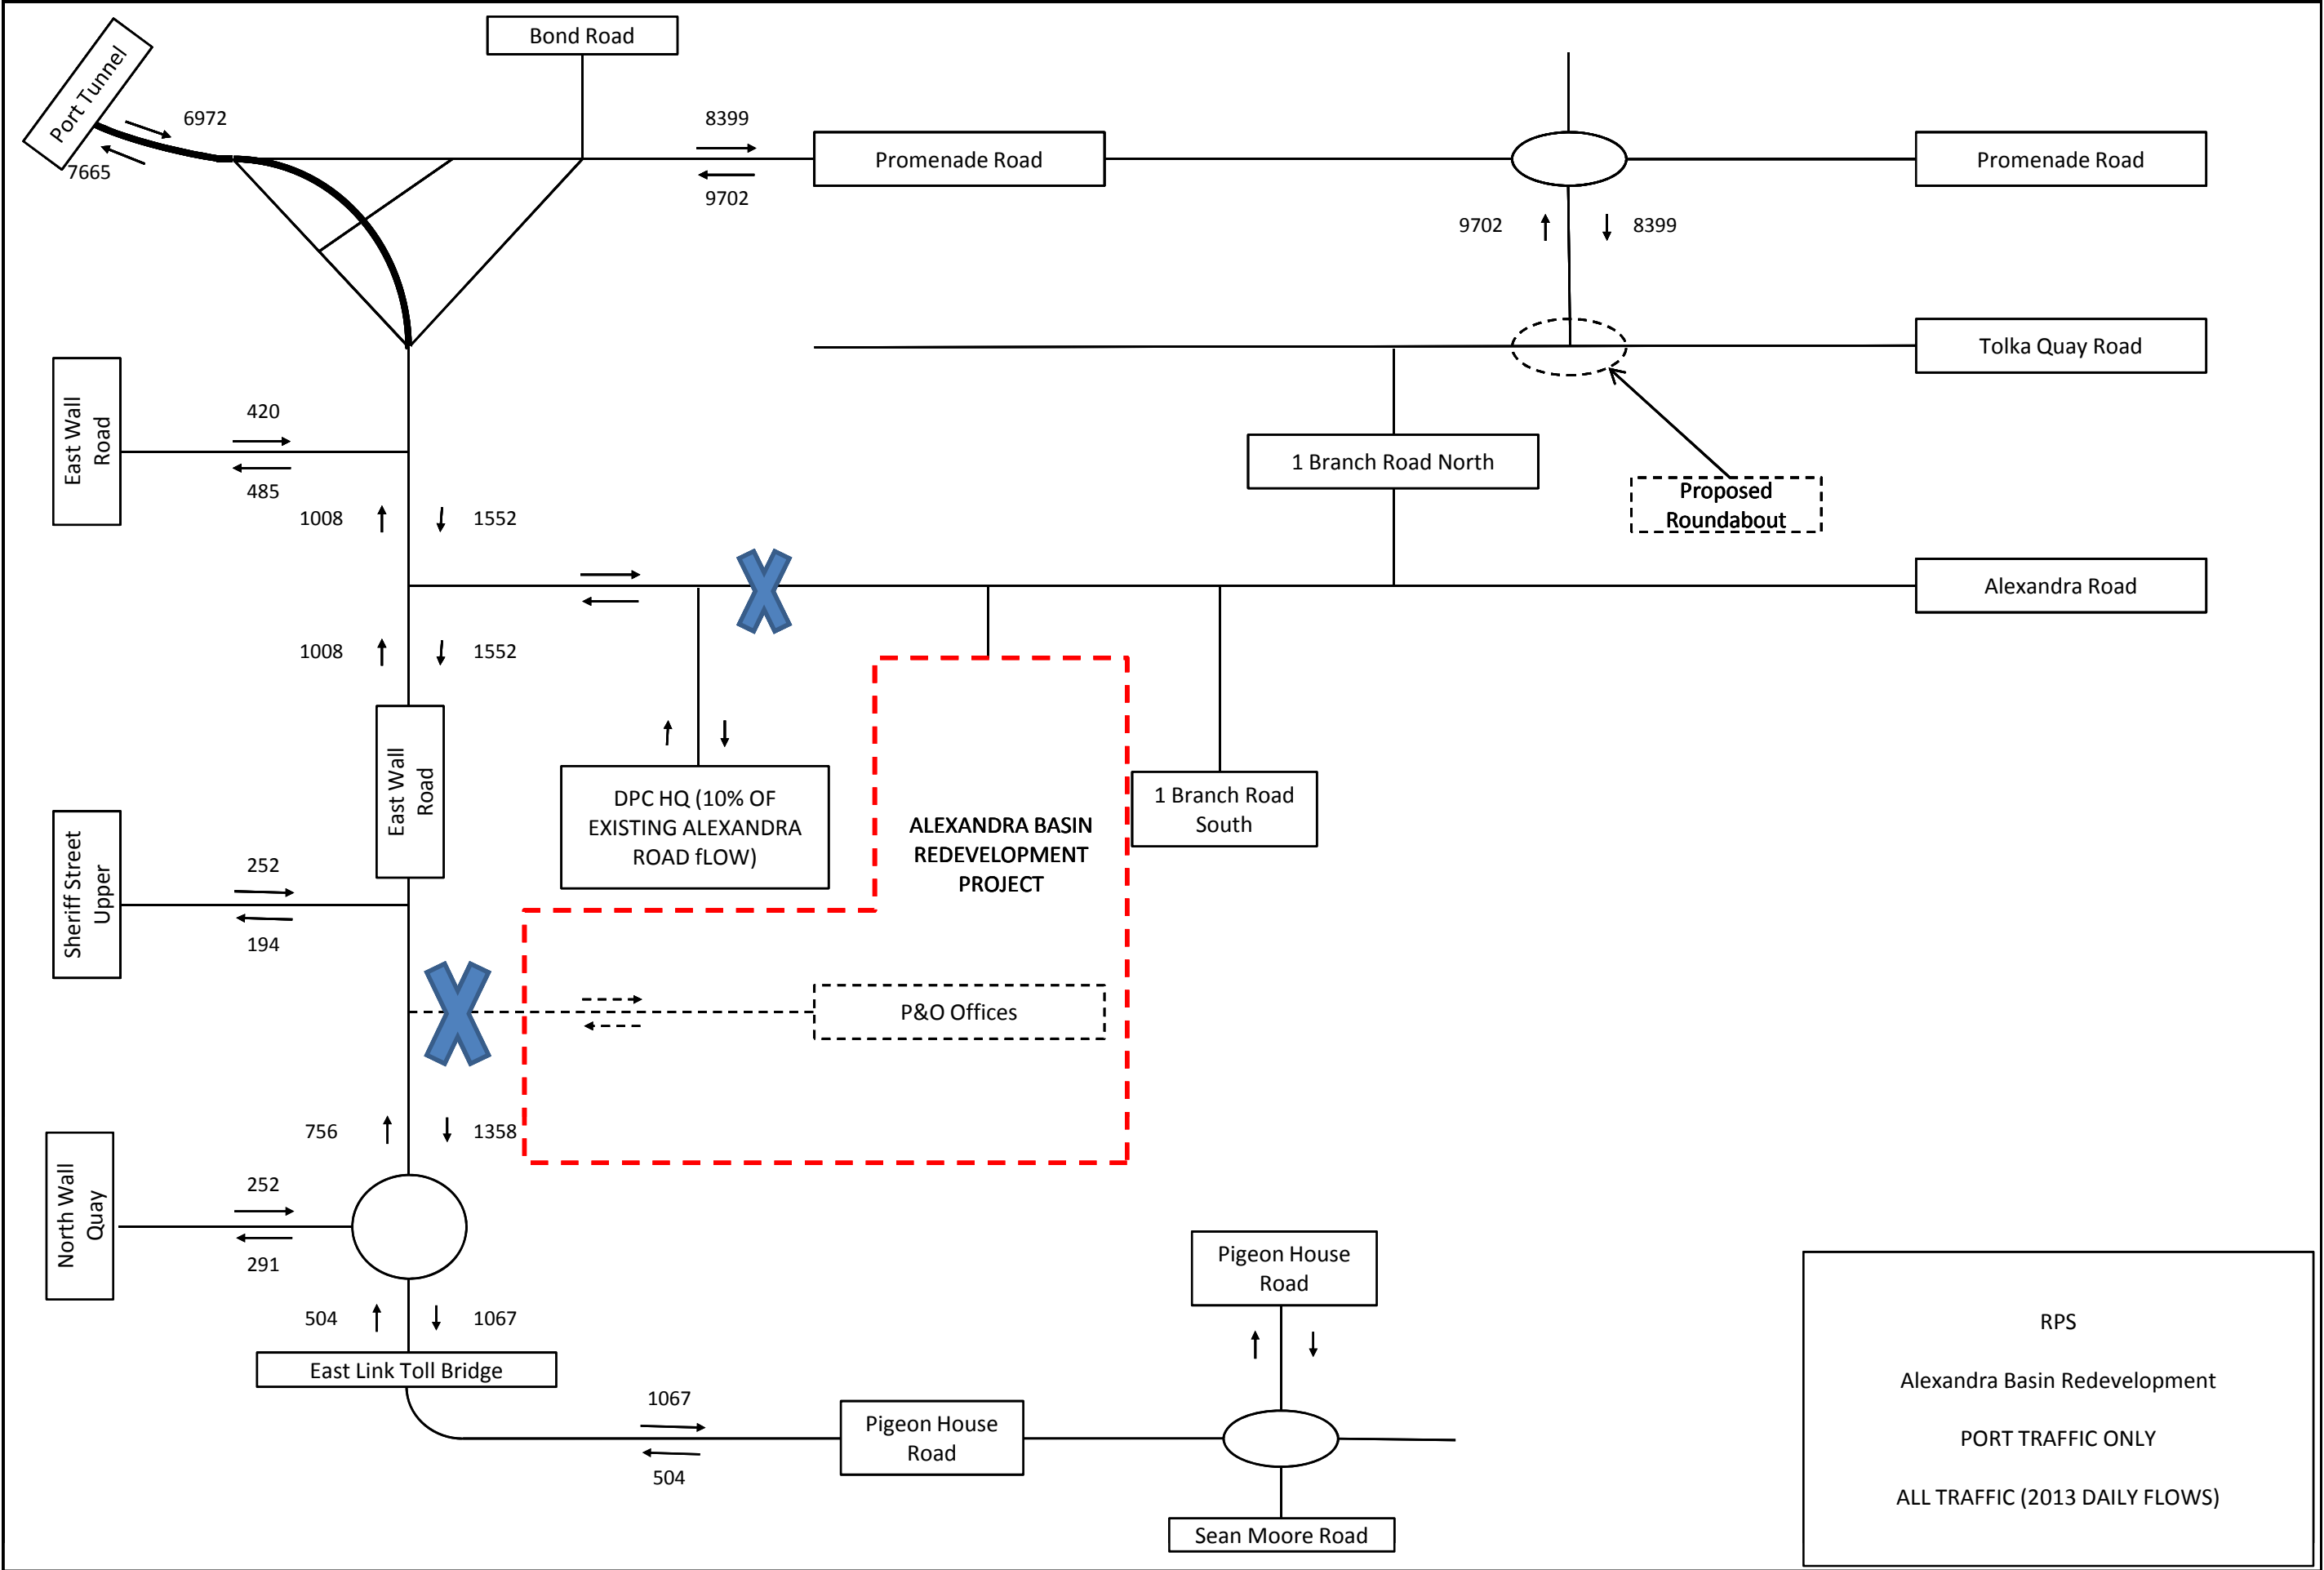 Bond Road
Port Tunnel
6972
7665
8399
9702
Promenade Road
Promenade Road
9702
8399
Tolka Quay Road
East Wall
Road
420
485
1 Branch Road North
Proposed
Roundabout
1008
1552
Alexandra Road
1008
1552
East Wall
Road
DPC HQ (10% OF
EXISTING ALEXANDRA
ROAD fLOW)
ALEXANDRA BASIN
REDEVELOPMENT
PROJECT
1 Branch Road
South
Sheriff Street
Upper
252
194
P&O Offices
756
1358
North Wall
Quay
252
291
504
1067
East Link Toll Bridge
1067
504
Pigeon House
Road
Pigeon House
Road
Sean Moore Road
RPS
Alexandra Basin Redevelopment
PORT TRAFFIC ONLY
ALL TRAFFIC (2013 DAILY FLOWS)